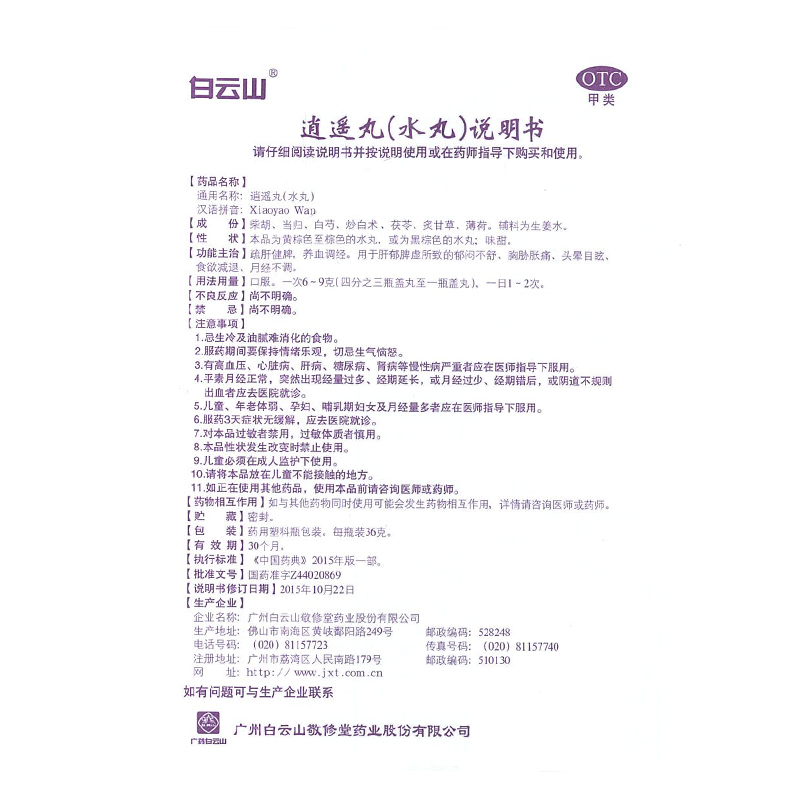 白云山®
OTC
甲类
逍遥丸(水丸)说明书
请仔细阅读说明书并按说明使用或在药师指导下购买和使用。
【药品名称】
通用名称：逍遥丸(水丸)
汉语拼音：Xiaoyao Wap
【成　份】柴胡、当归、白芍、炒白术、茯苓、炙甘草、薄荷。辅料为生姜水。
【性　状】本品为黄棕色至棕色的水丸，或为黑棕色的水丸；味甜。
【功能主治】疏肝健脾，养血调经。用于肝郁脾虚所致的郁闷不舒、胸胁胀痛、头晕目眩、
食欲减退、月经不调。
【用法用量】口服。一次6~9克(四分之三瓶盖丸至一瓶盖丸)、一日1~2次。
【不良反应】尚不明确。
【禁　忌】尚不明确。
【注意事项】
1.忌生冷及油腻难消化的食物。
2.服药期间要保持情绪乐观，切忌生气恼怒。
3.有高血压、心脏病、肝病、糖尿病、肾病等慢性病严重者应在医师指导下服用。
4.平素月经正常，突然出现经量过多、经期延长，或月经过少、经期错后，或阴道不规则
出血者应去医院就诊。
5.儿童、年老体弱、孕妇、哺乳期妇女及月经量多者应在医师指导下服用。
6.服药3天症状无缓解，应去医院就诊。
7.对本品过敏者禁用，过敏体质者慎用。
8.本品性状发生改变时禁止使用。
9.儿童必须在成人监护下使用。
10.请将本品放在儿童不能接触的地方。
11.如正在使用其他药品，使用本品前请咨询医师或药师。
【药物相互作用】如与其他药物同时使用可能会发生药物相互作用，详情请咨询医师或药师。
【贮　藏】密封。
【包　装】药用塑料瓶包装，每瓶装36克。
【有 效 期】30个月。
【执行标准】《中国药典》2015年版一部。
【批准文号】国药准字Z44020869
【说明书修订日期】2015年10月22日
【生产企业】
企业名称：广州白云山敬修堂药业股份有限公司
生产地址：佛山市南海区黄岐鄱阳路249号　邮政编码：528248
电话号码：（020）81157723　传真号码：（020）81157740
注册地址：广州市荔湾区人民南路179号　邮政编码：510130
网　址：http://www.jxt.com.cn
如有问题可与生产企业联系
广药白云山
广州白云山敬修堂药业股份有限公司